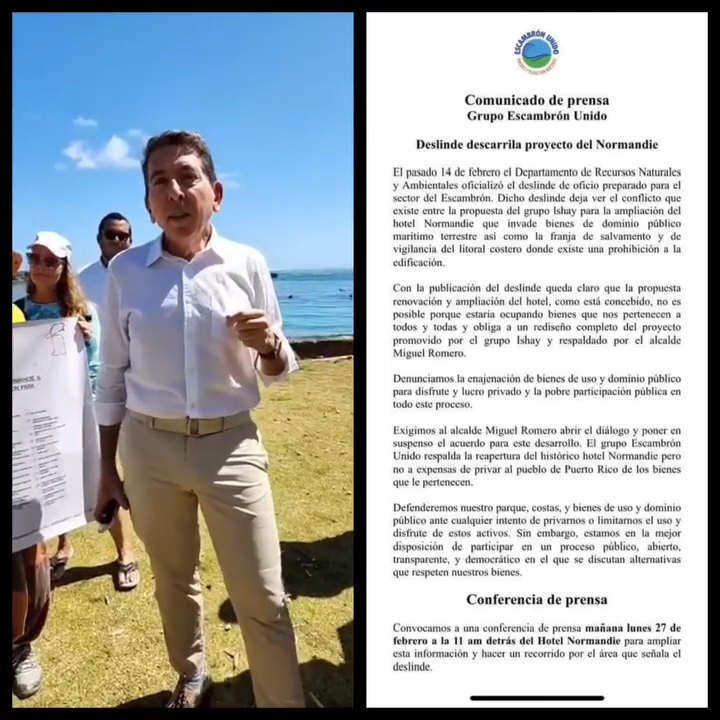 ESCAMBRÓN UNIDO
Comunicado de prensa
Grupo Escambrón Unido
Deslinde descarrila proyecto del Normandie
El pasado 14 de febrero el Departamento de Recursos Naturales
y Ambientales oficializó el deslinde de oficio preparado para el
sector del Escambrón. Dicho deslinde deja ver el conflicto que
existe entre la propuesta del grupo Ishay para la ampliación del
hotel Normandie que invade bienes de dominio público
marítimo terrestre así como la franja de salvamento y de
vigilancia del litoral costero donde existe una prohibición a la
edificación.
Con la publicación del deslinde queda claro que la propuesta
renovación y ampliación del hotel, como está concebido, no es
posible porque estaría ocupando bienes que nos pertenecen a
todos y todas y obliga a un rediseño completo del proyecto
promovido por el grupo Ishay y respaldado por el alcalde
Miguel Romero.
Denunciamos la enajenación de bienes de uso y dominio público
para disfrute y lucro privado y la pobre participación pública en
todo este proceso.
Exigimos al alcalde Miguel Romero abrir el diálogo y poner en
suspenso el acuerdo para este desarrollo. El grupo Escambrón
Unido respalda la reapertura del histórico hotel Normandie pero
no a expensas de privar al pueblo de Puerto Rico de los bienes
que le pertenecen.
Defenderemos nuestro parque, costas, y bienes de uso y dominio
público ante cualquier intento de privarnos o limitarnos el uso y
disfrute de estos activos. Sin embargo, estamos en la mejor
disposición de participar en un proceso público, abierto,
transparente, y democrático en el que se discutan alternativas
que respeten nuestros bienes.
Conferencia de prensa
Convocamos a una conferencia de prensa mañana lunes 27 de
febrero a la 11 am detrás del Hotel Normandie para ampliar
esta información y hacer un recorrido por el área que señala el
deslinde.